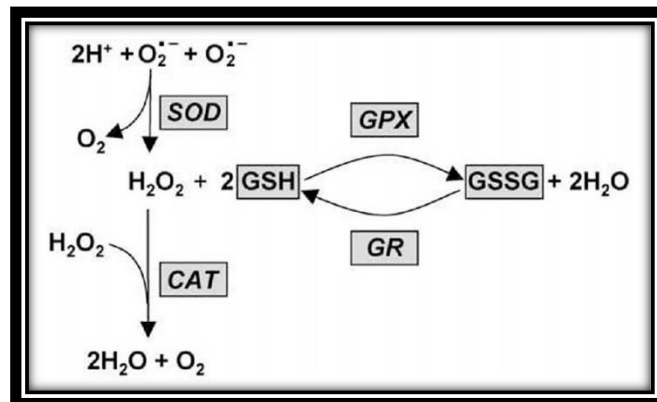 2H⁺ + O₂•⁻ + O₂•⁻
SOD
GPX
O₂
H₂O₂ + 2 GSH
GSSG + 2H₂O
H₂O₂
GR
CAT
2H₂O + O₂